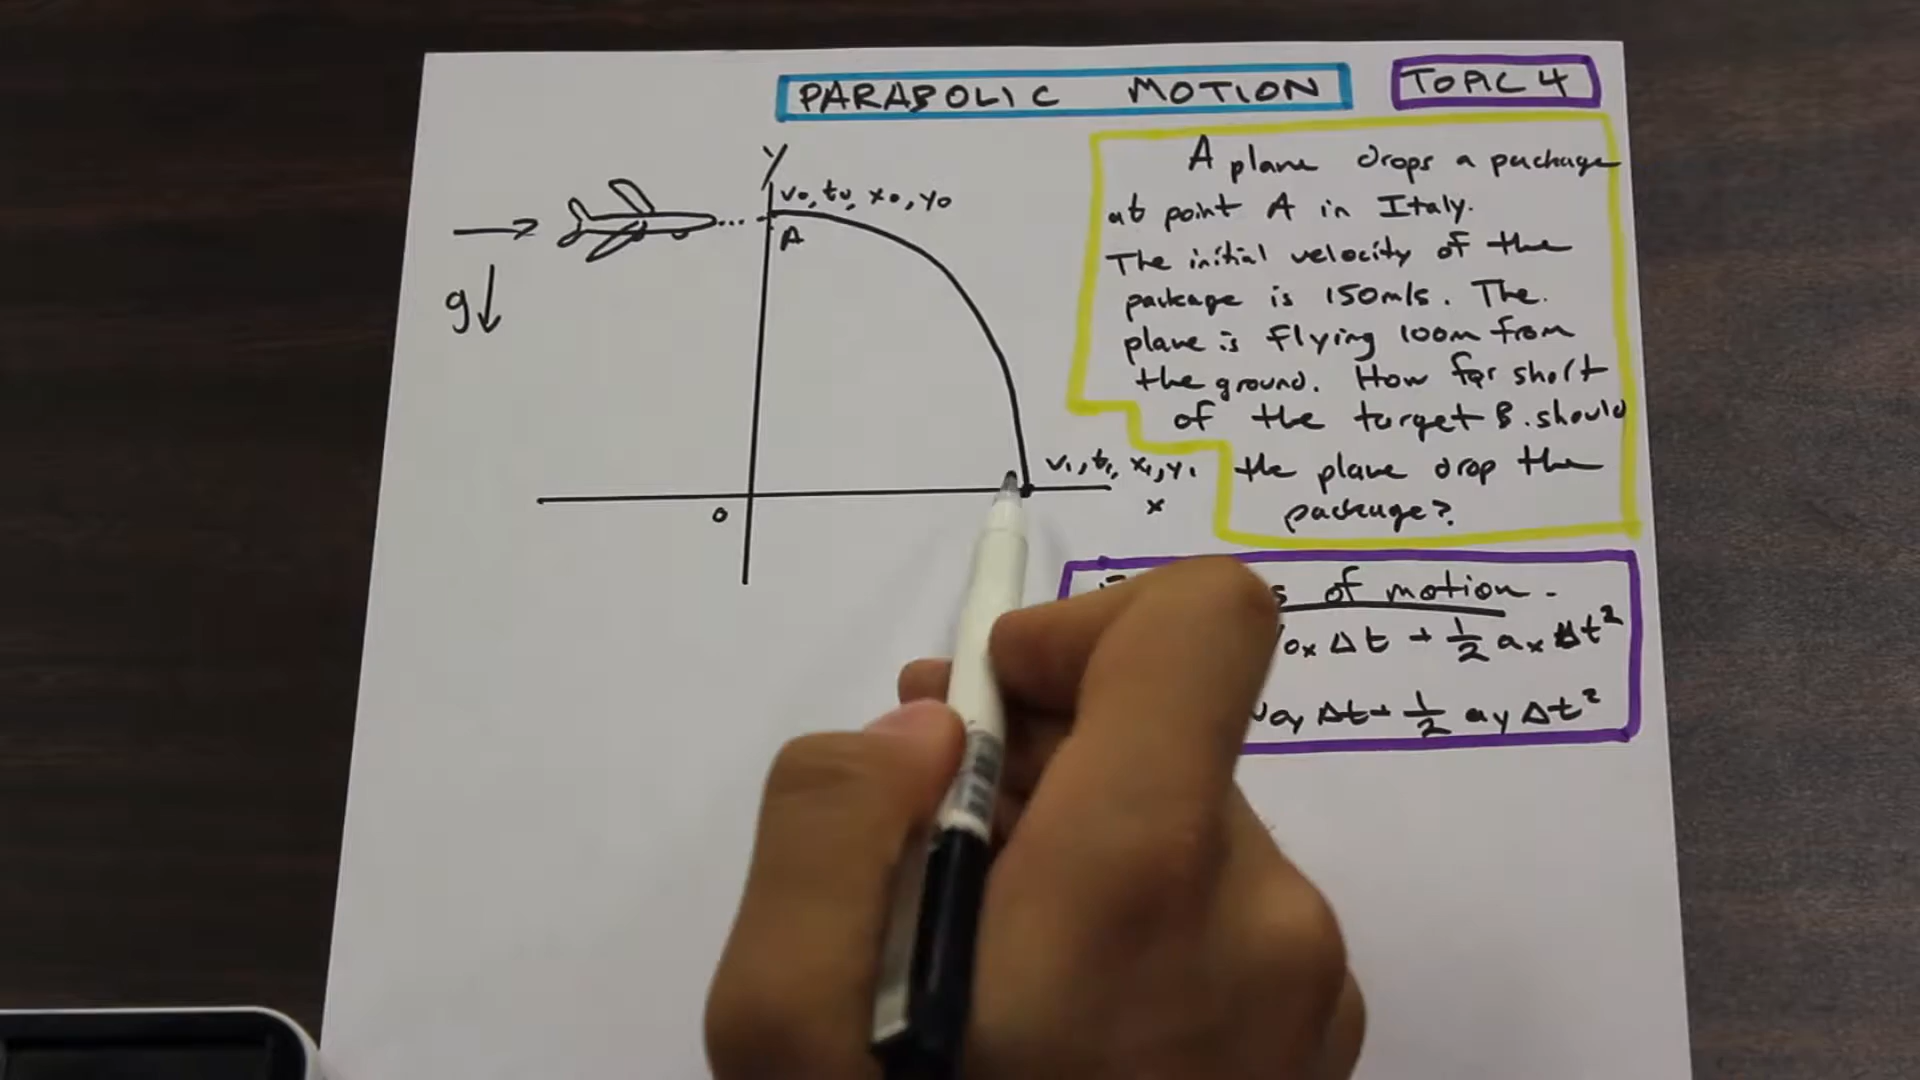 PARABOLIC MOTION
TOPIC 4
Y
v0, t0, x0, y0
A
g
v1, t1, x1, y1
x
0
A plane drops a package
at point A in Italy.
The initial velocity of the
package is 150m/s. The.
plane is flying 100m from
the ground. How far short
of the target B. should
the plane drop the
package?
of motion -
0x Δt + 1/2 ax Δt²
0y Δt + 1/2 ay Δt²